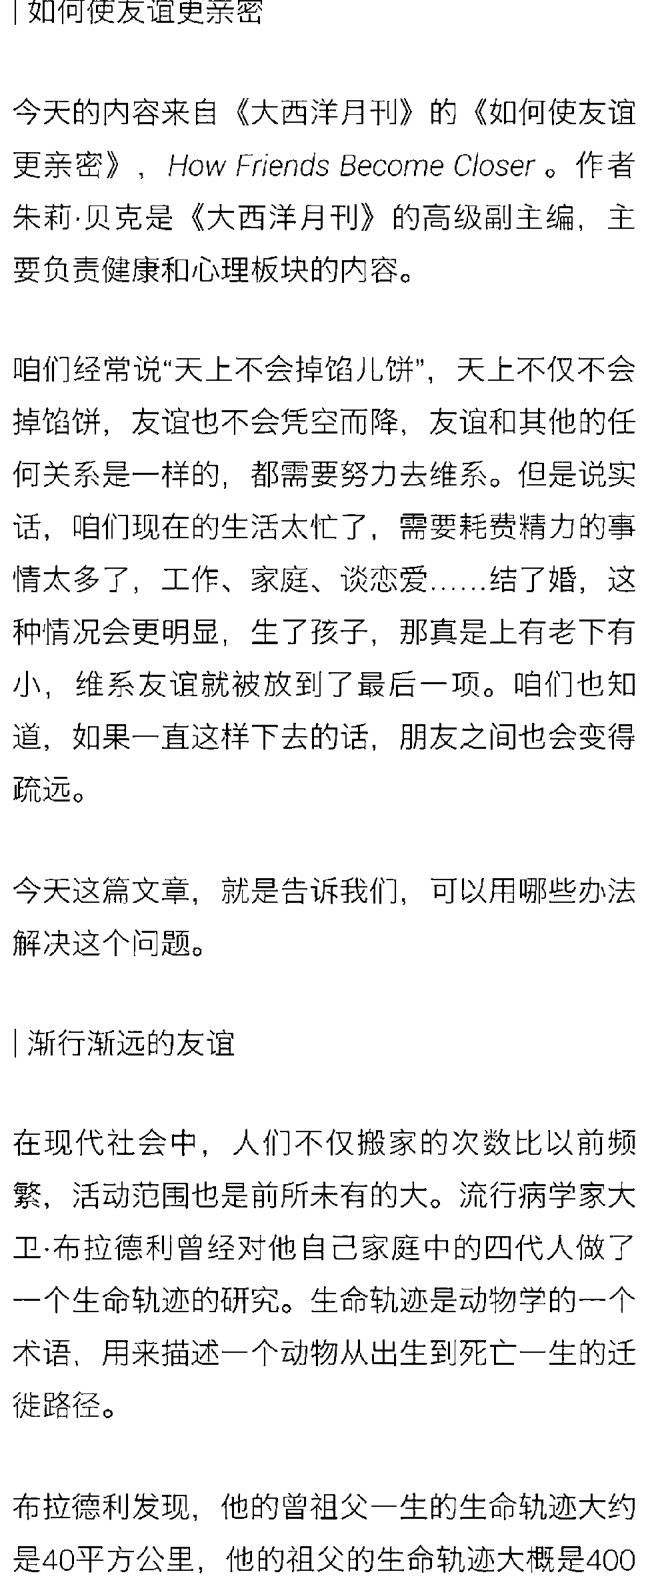 | 如何使友谊更亲密
今天的内容来自《大西洋月刊》的《如何使友谊
更亲密》，How Friends Become Closer 。作者
朱莉·贝克是《大西洋月刊》的高级副主编，主
要负责健康和心理板块的内容。
咱们经常说“天上不会掉馅儿饼”，天上不仅不会
掉馅饼，友谊也不会凭空而降，友谊和其他的任
何关系是一样的，都需要努力去维系。但是说实
话，咱们现在的生活太忙了，需要耗费精力的事
情太多了，工作、家庭、谈恋爱……结了婚，这
种情况会更明显，生了孩子，那真是上有老下有
小，维系友谊就被放到了最后一项。咱们也知
道，如果一直这样下去的话，朋友之间也会变得
疏远。
今天这篇文章，就是告诉我们，可以用哪些办法
解决这个问题。
| 渐行渐远的友谊
在现代社会中，人们不仅搬家的次数比以前频
繁，活动范围也是前所未有的大。流行病学家大
卫·布拉德利曾经对他自己家庭中的四代人做了
一个生命轨迹的研究。生命轨迹是动物学的一个
术语，用来描述一个动物从出生到死亡一生的迁
徙路径。
布拉德利发现，他的曾祖父一生的生命轨迹大约
是40平方公里，他的祖父的生命轨迹大概是400